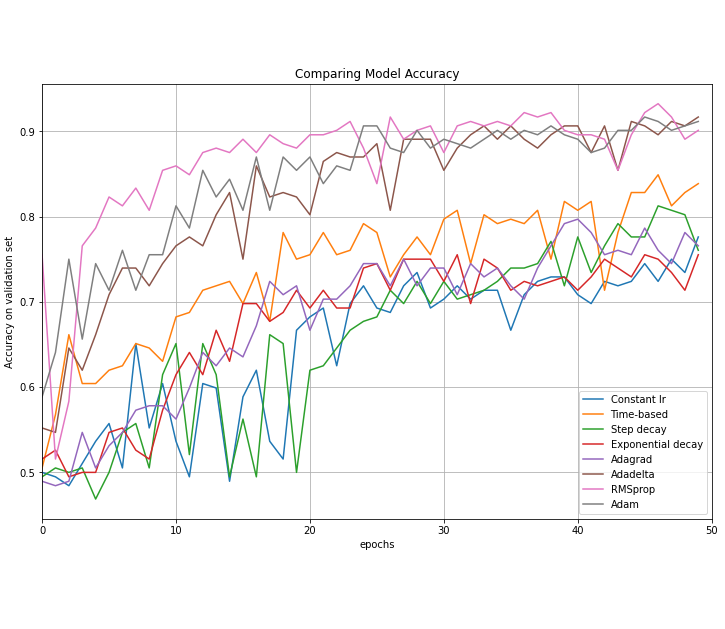 Comparing Model Accuracy
Accuracy on validation set
0.9
0.8
0.7
0.6
0.5
0
10
20
30
40
50
epochs
Constant lr
Time-based
Step decay
Exponential decay
Adagrad
Adadelta
RMSprop
Adam